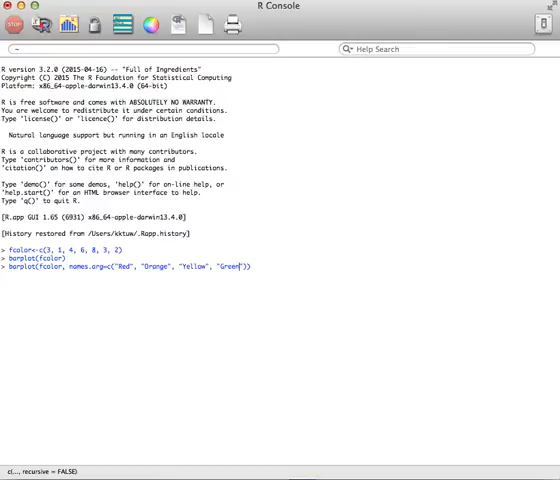 R Console
STOP
R
~
Help Search
R version 3.2.0 (2015-04-16) -- "Full of Ingredients"
Copyright (C) 2015 The R Foundation for Statistical Computing
Platform: x86_64-apple-darwin13.4.0 (64-bit)
R is free software and comes with ABSOLUTELY NO WARRANTY.
You are welcome to redistribute it under certain conditions.
Type 'license()' or 'licence()' for distribution details.
Natural language support but running in an English locale
R is a collaborative project with many contributors.
Type 'contributors()' for more information and
'citation()' on how to cite R or R packages in publications.
Type 'demo()' for some demos, 'help()' for on-line help, or
'help.start()' for an HTML browser interface to help.
Type 'q()' to quit R.
[R.app GUI 1.65 (6931) x86_64-apple-darwin13.4.0]
[History restored from /Users/kktuw/.Rapp.history]
> fcolor<-c(3, 1, 4, 6, 8, 3, 2)
> barplot(fcolor)
> barplot(fcolor, names.arg=c("Red", "Orange", "Yellow", "Green"))
c(..., recursive = FALSE)